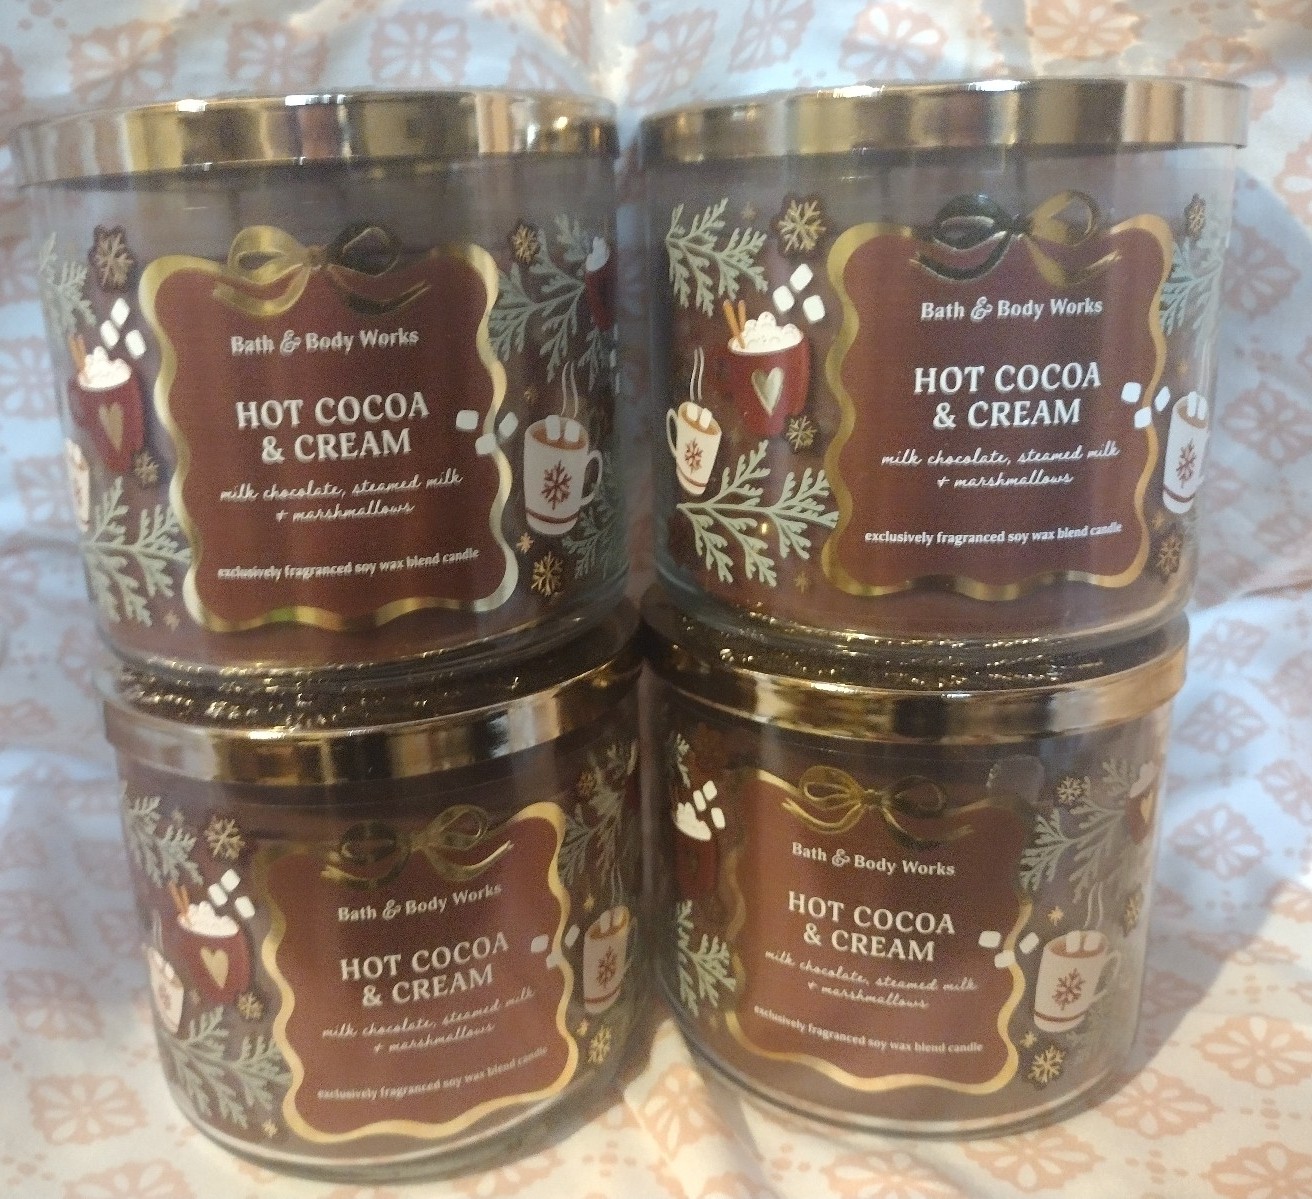 Bath & Body Works
HOT COCOA
& CREAM
milk chocolate, steamed milk
+ marshmallows
exclusively fragranced soy wax blend candle
Bath & Body Works
HOT COCOA
& CREAM
milk chocolate, steamed milk
+ marshmallows
exclusively fragranced soy wax blend candle
Bath & Body Works
HOT COCOA
& CREAM
milk chocolate, steamed milk
+ marshmallows
exclusively fragranced soy wax blend candle
Bath & Body Works
HOT COCOA
& CREAM
milk chocolate, steamed milk
+ marshmallows
exclusively fragranced soy wax blend candle